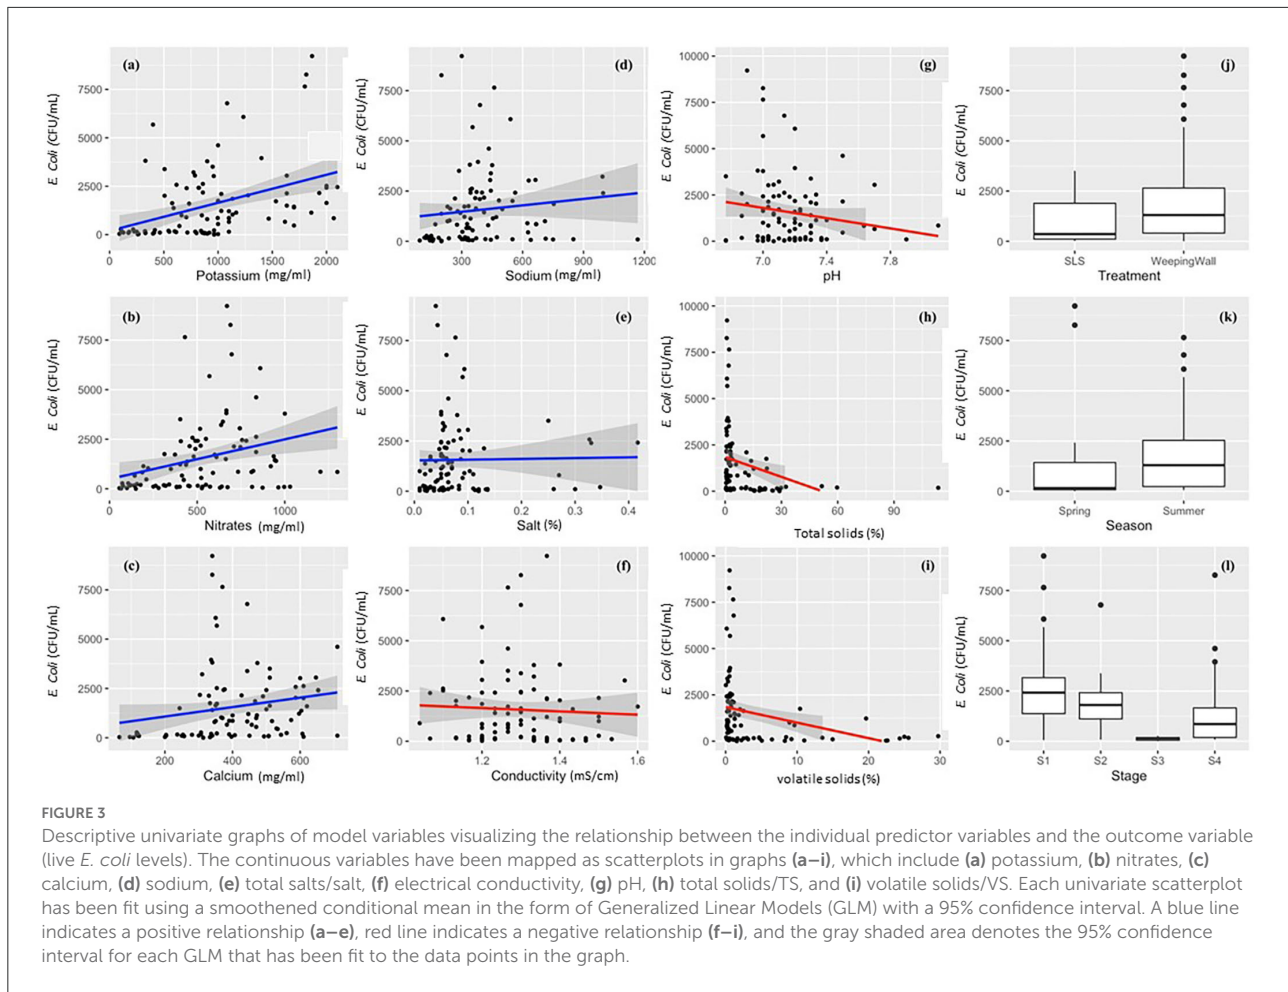 (a)
E. Coli (CFU/mL)
7500
5000
2500
0
0 500 1000 1500 2000
Potassium (mg/ml)
(d)
E. Coli (CFU/mL)
7500
5000
2500
0
300 600 900 1200
Sodium (mg/ml)
(g)
E. Coli (CFU/mL)
10000
7500
5000
2500
0
7.0 7.4 7.8
pH
(j)
E. Coli (CFU/mL)
10000
7500
5000
2500
0
SLS WeepingWall
Treatment
(b)
E. Coli (CFU/mL)
7500
5000
2500
0
0 500 1000
Nitrates (mg/ml)
(e)
E. Coli (CFU/mL)
7500
5000
2500
0
0.0 0.1 0.2 0.3 0.4
Salt (%)
(h)
E. Coli (CFU/mL)
10000
7500
5000
2500
0
0 30 60 90
Total solids (%)
(k)
E. Coli (CFU/mL)
7500
5000
2500
0
Spring Summer
Season
(c)
E. Coli (CFU/mL)
7500
5000
2500
0
200 400 600
Calcium (mg/ml)
(f)
E. Coli (CFU/mL)
7500
5000
2500
0
1.2 1.4 1.6
Conductivity (mS/cm)
(i)
E. Coli (CFU/mL)
10000
7500
5000
2500
0
0 10 20 30
volatile solids (%)
(l)
E. Coli (CFU/mL)
7500
5000
2500
0
S1 S2 S3 S4
Stage
FIGURE 3
Descriptive univariate graphs of model variables visualizing the relationship between the individual predictor variables and the outcome variable
(live E. coli levels). The continuous variables have been mapped as scatterplots in graphs (a–i), which include (a) potassium, (b) nitrates, (c)
calcium, (d) sodium, (e) total salts/salt, (f) electrical conductivity, (g) pH, (h) total solids/TS, and (i) volatile solids/VS. Each univariate scatterplot
has been fit using a smoothened conditional mean in the form of Generalized Linear Models (GLM) with a 95% confidence interval. A blue line
indicates a positive relationship (a–e), red line indicates a negative relationship (f–i), and the gray shaded area denotes the 95% confidence
interval for each GLM that has been fit to the data points in the graph.